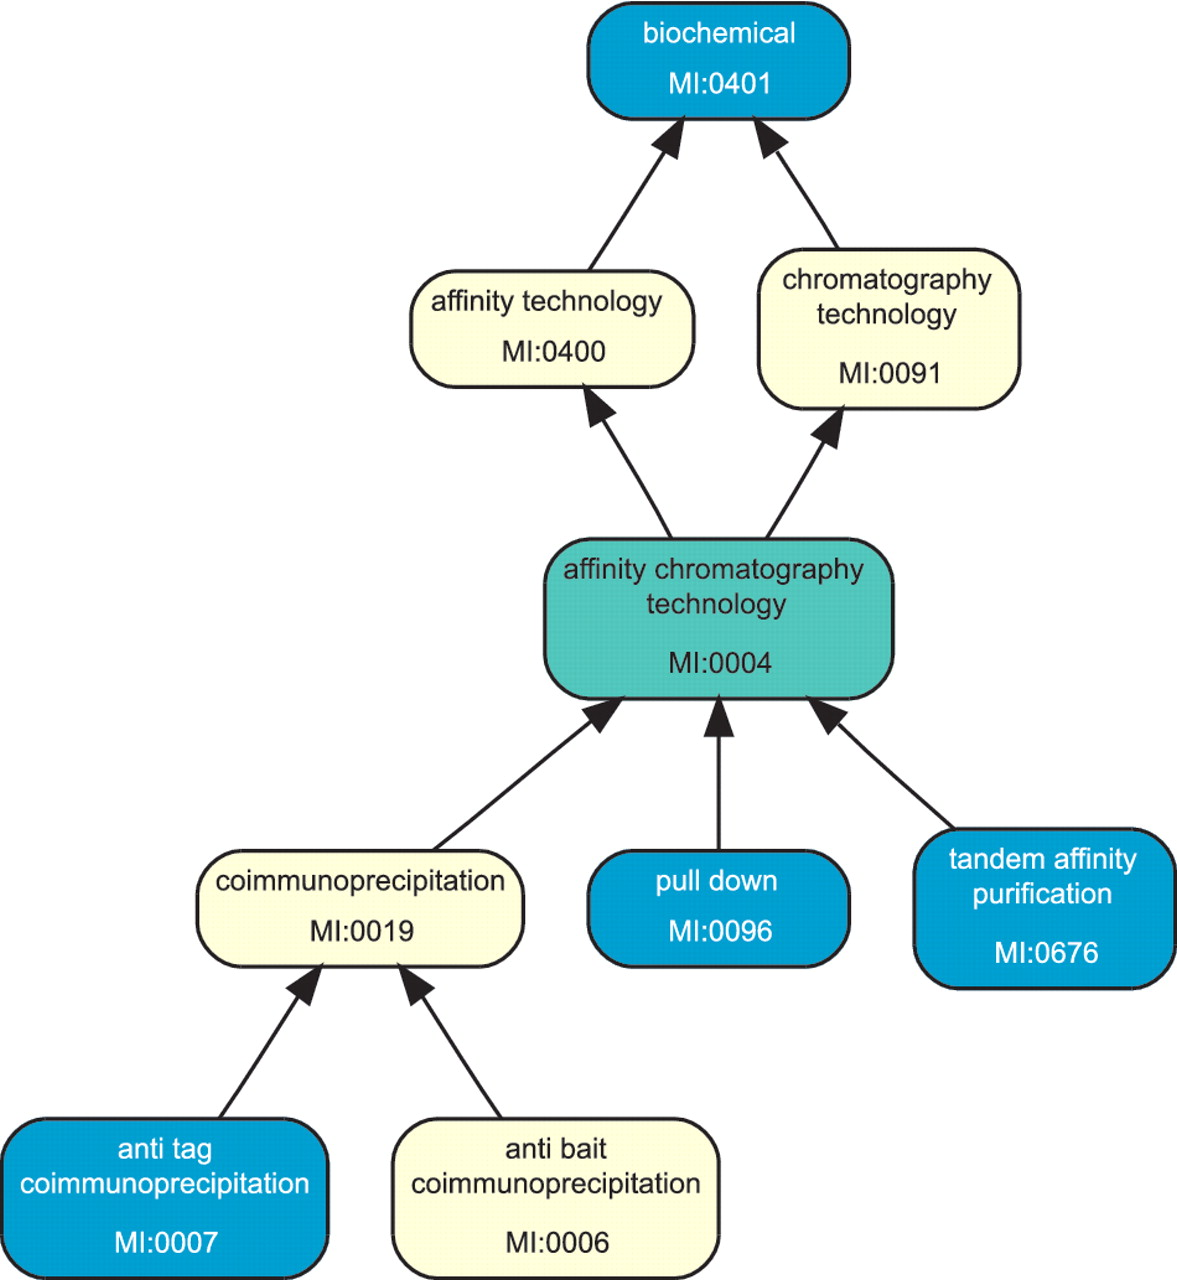 biochemical
MI:0401
affinity technology
MI:0400
chromatography
technology
MI:0091
affinity chromatography
technology
MI:0004
coimmunoprecipitation
MI:0019
pull down
MI:0096
tandem affinity
purification
MI:0676
anti tag
coimmunoprecipitation
MI:0007
anti bait
coimmunoprecipitation
MI:0006